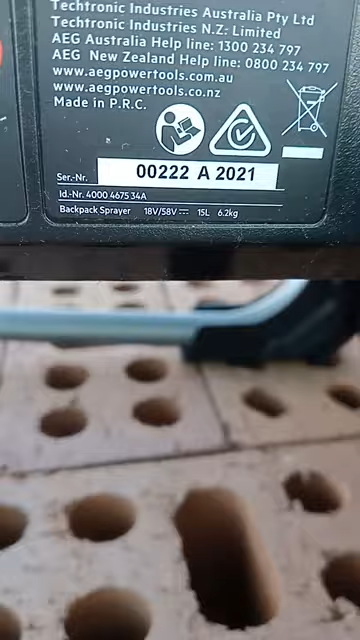 Techtronic Industries Australia Pty Ltd
Techtronic Industries N.Z: Limited
AEG Australia Help line: 1300 234 797
AEG New Zealand Help line: 0800 234 797
www.aegpowertools.com.au
www.aegpowertools.co.nz
Made in P.R.C.
Ser.-Nr. 00222 A 2021
Id.-Nr. 4000 4675 34A
Backpack Sprayer 18V/58V 15L 6.2kg